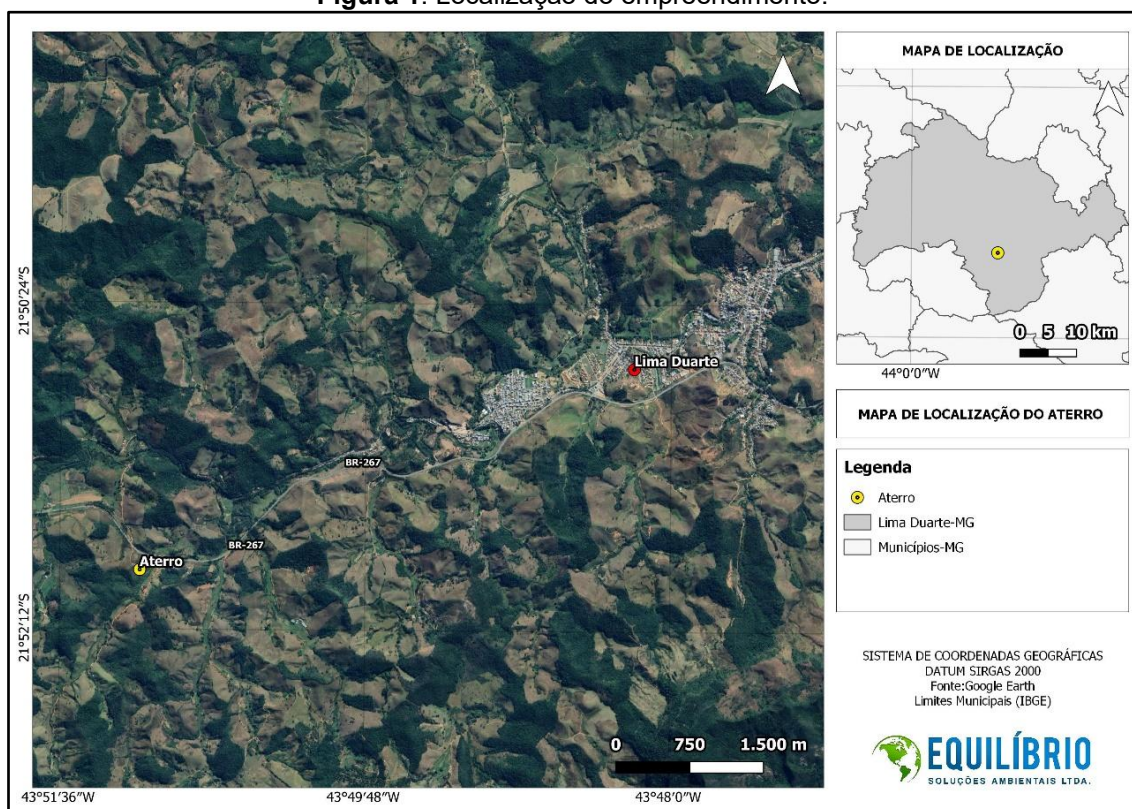 Figura 1. Localização do empreendimento.
21°50'24"S
21°52'12"S
Lima Duarte
BR-267
BR-267
Aterro
0 750 1.500 m
43°51'36"W
43°49'48"W
43°48'0"W
MAPA DE LOCALIZAÇÃO
0 5 10 km
44°0'0"W
MAPA DE LOCALIZAÇÃO DO ATERRO
Legenda
Aterro
Lima Duarte-MG
Municípios-MG
SISTEMA DE COORDENADAS GEOGRÁFICAS
DATUM SIRGAS 2000
Fonte:Google Earth
Limites Municipais (IBGE)
EQUILÍBRIO
SOLUÇÕES AMBIENTAIS LTDA.